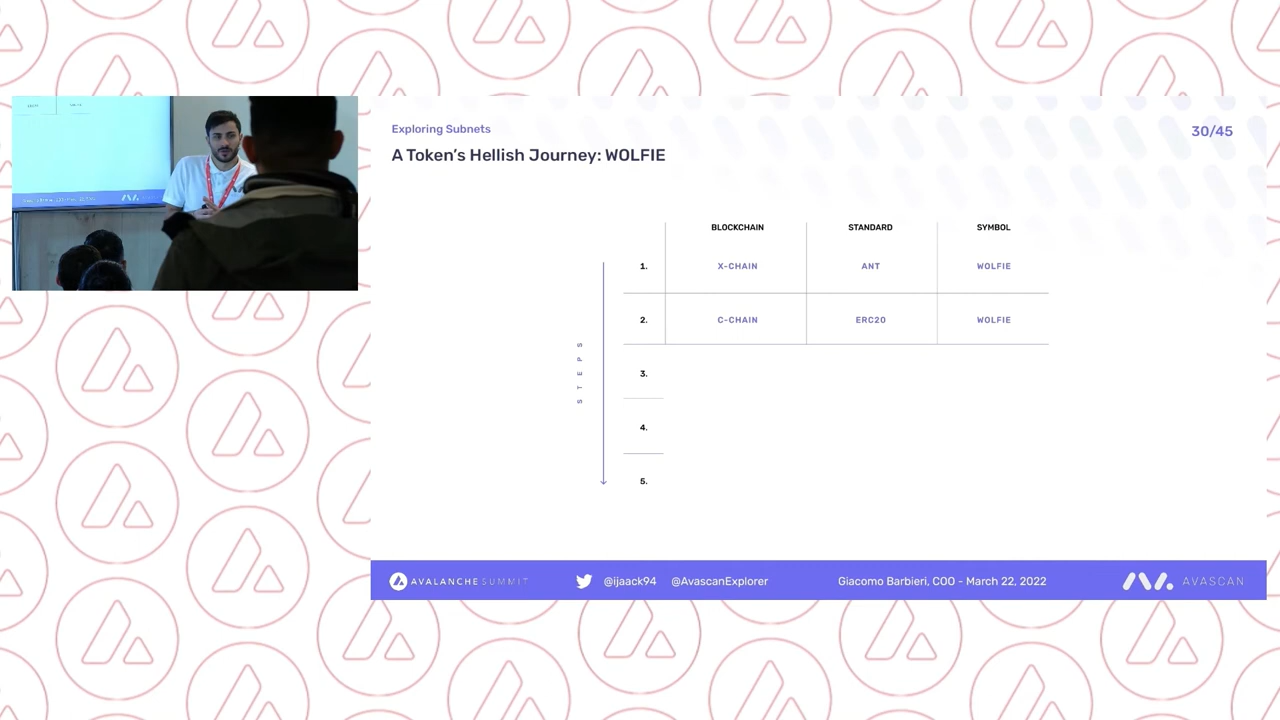 Exploring Subnets
30/45
A Token's Hellish Journey: WOLFIE
BLOCKCHAIN STANDARD SYMBOL
1. X-CHAIN ANT WOLFIE
2. C-CHAIN ERC20 WOLFIE
3.
4.
5.
STEPS
AVALANCHE SUMMIT @ijaack94 @AvascanExplorer Giacomo Barbieri, COO - March 22, 2022 AVASCAN